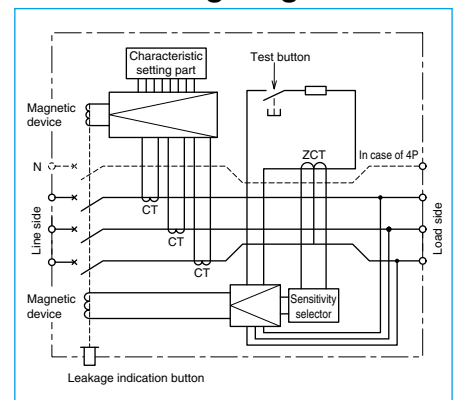 Characteristic
setting part
Test button
Magnetic
device
N
ZCT
In case of 4P
CT
CT
CT
Line side
Load side
Magnetic
device
Sensitivity
selector
Leakage indication button